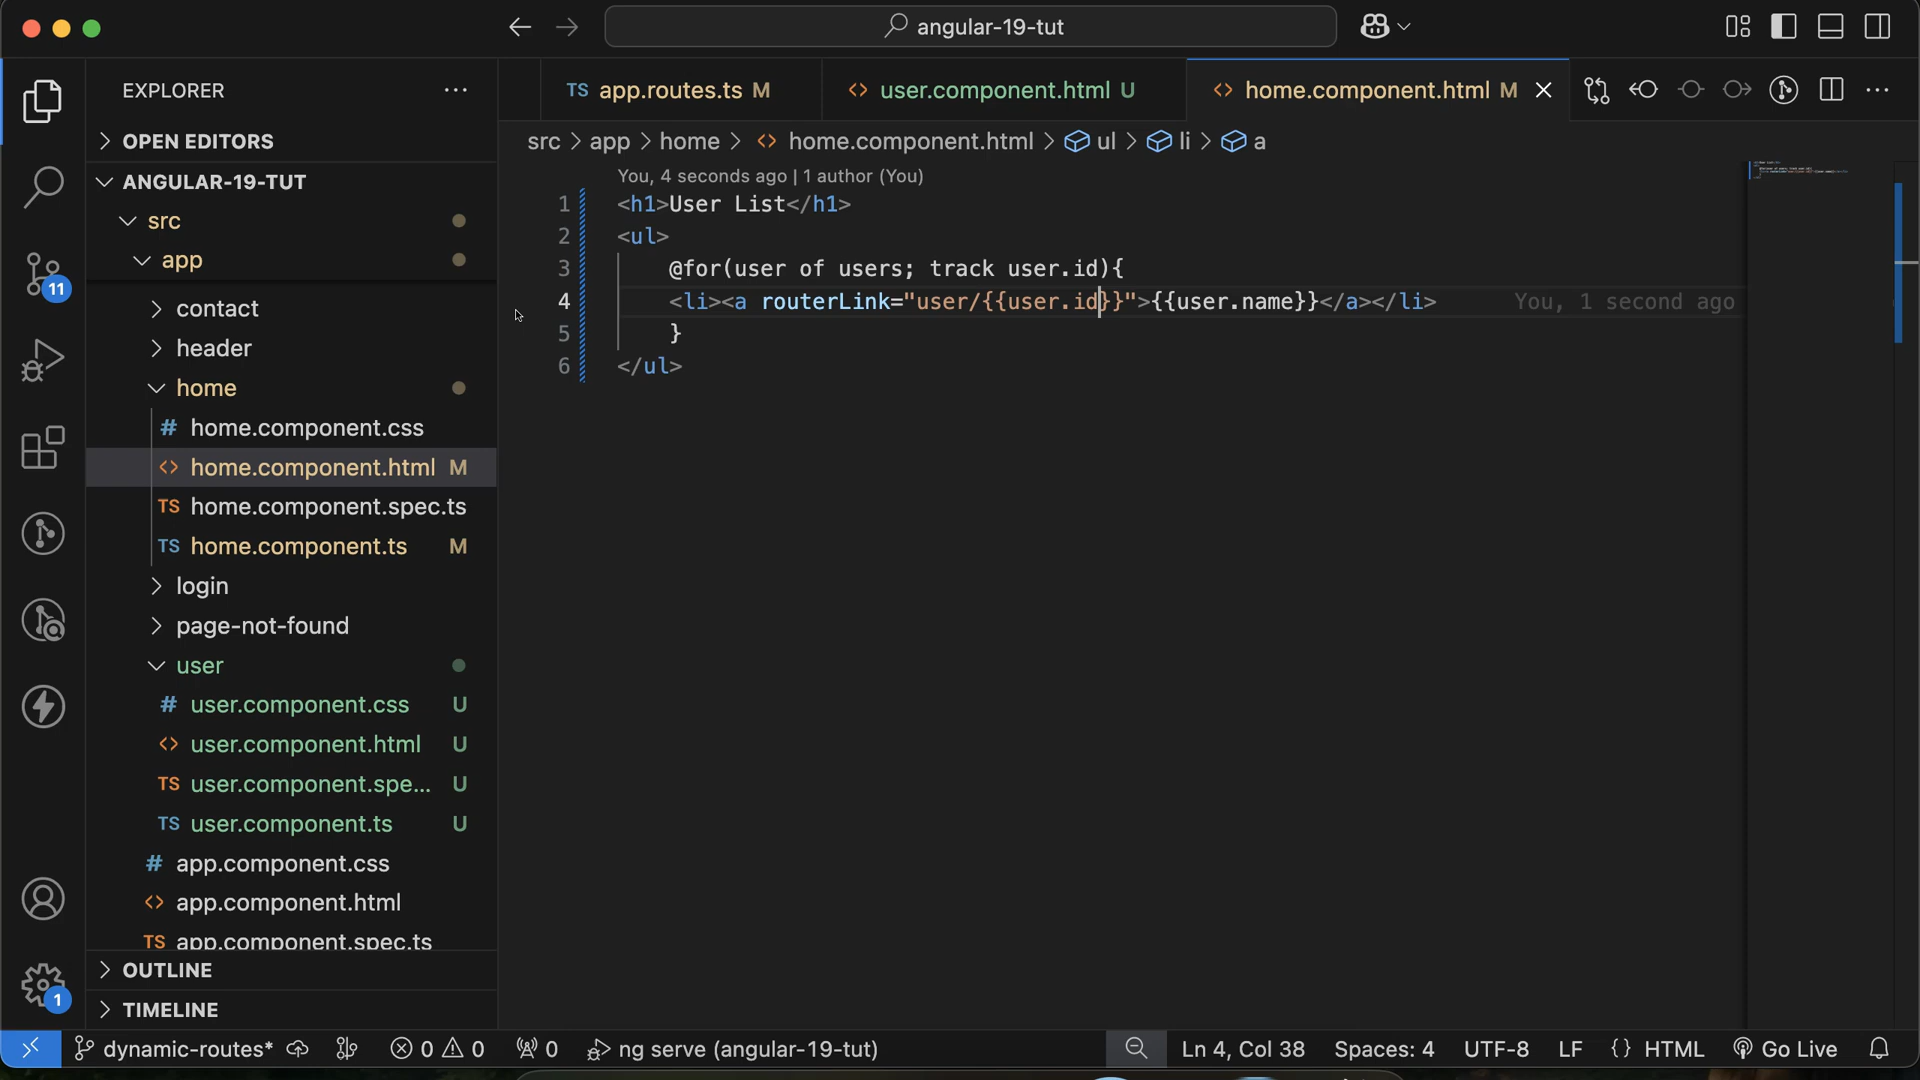 angular-19-tut
EXPLORER
OPEN EDITORS
ANGULAR-19-TUT
src
app
contact
header
home
# home.component.css
<> home.component.html M
TS home.component.spec.ts
TS home.component.ts M
login
page-not-found
user
# user.component.css U
<> user.component.html U
TS user.component.spe... U
TS user.component.ts U
# app.component.css
<> app.component.html
TS app.component.spec.ts
OUTLINE
TIMELINE
11
1
TS app.routes.ts M
<> user.component.html U
<> home.component.html M
src > app > home > <> home.component.html > ul > li > a
You, 4 seconds ago | 1 author (You)
1 <h1>User List</h1>
2 <ul>
3 @for(user of users; track user.id){
4 <li><a routerLink="user/{{user.id}}">{{user.name}}</a></li> You, 1 second ago
5 }
6 </ul>
dynamic-routes* 0 0 0 ng serve (angular-19-tut) Ln 4, Col 38 Spaces: 4 UTF-8 LF {} HTML Go Live